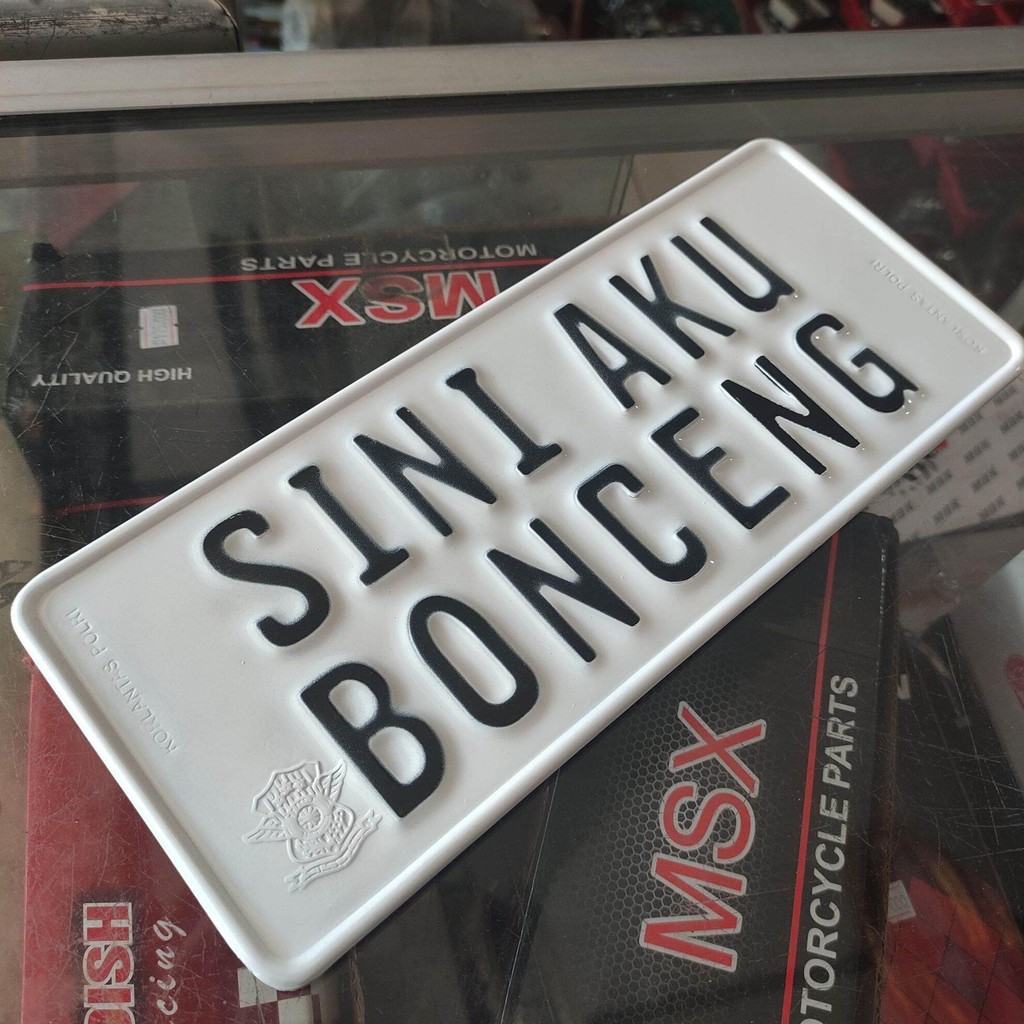 SINI AKU
BONCENG
KORLANTAS POLRI
KORLANTAS POLRI
MOTORCYCLE PARTS
MSX
HIGH QUALITY
MSX
MOTORCYCLE PARTS